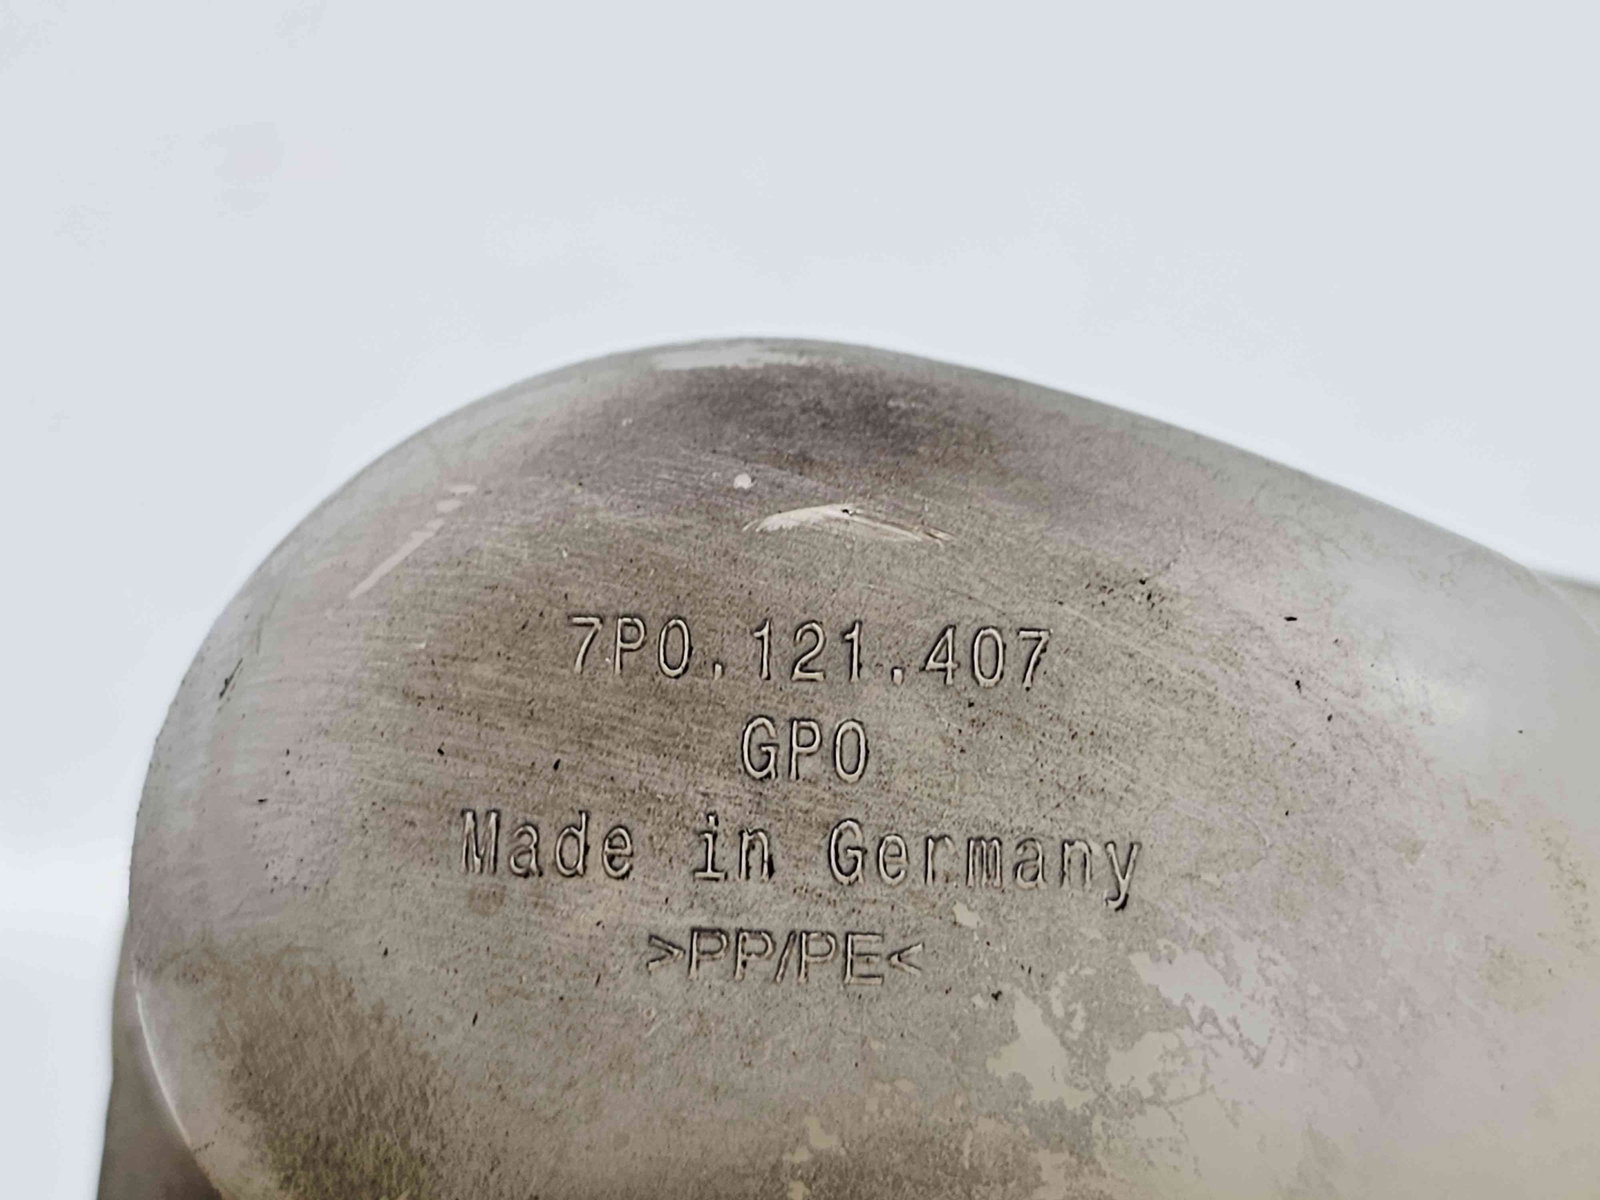 7P0.121.407
GPO
Made in Germany
>PP/PE<